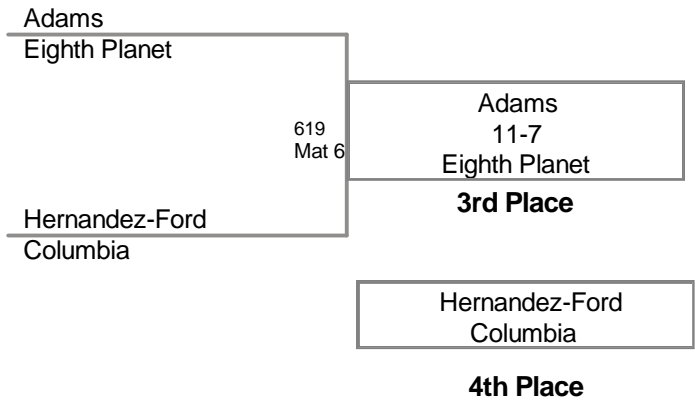 Adams
Eighth Planet
619
Mat 6
Adams
11-7
Eighth Planet
3rd Place
Hernandez-Ford
Columbia
Hernandez-Ford
Columbia
4th Place